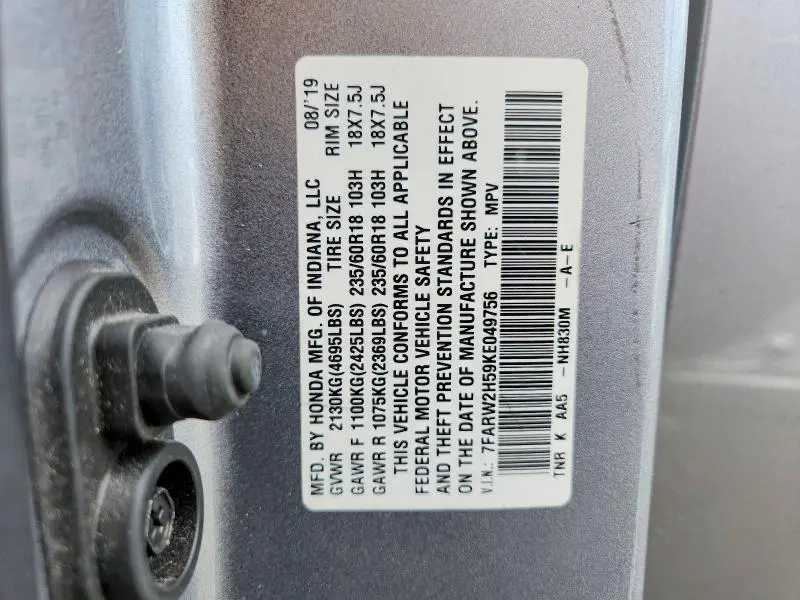 MFD. BY HONDA MFG. OF INDIANA, LLC 08/'19
GVWR 2130KG(4695LBS) TIRE SIZE RIM SIZE
GAWR F 1100KG(2425LBS) 235/60R18 103H 18X7.5J
GAWR R 1075KG(2369LBS) 235/60R18 103H 18X7.5J
THIS VEHICLE CONFORMS TO ALL APPLICABLE
FEDERAL MOTOR VEHICLE SAFETY
AND THEFT PREVENTION STANDARDS IN EFFECT
ON THE DATE OF MANUFACTURE SHOWN ABOVE.
V.I.N.: 7FARW2H59KE049756 TYPE: MPV
TNR K AA5 -NH830M -A-E